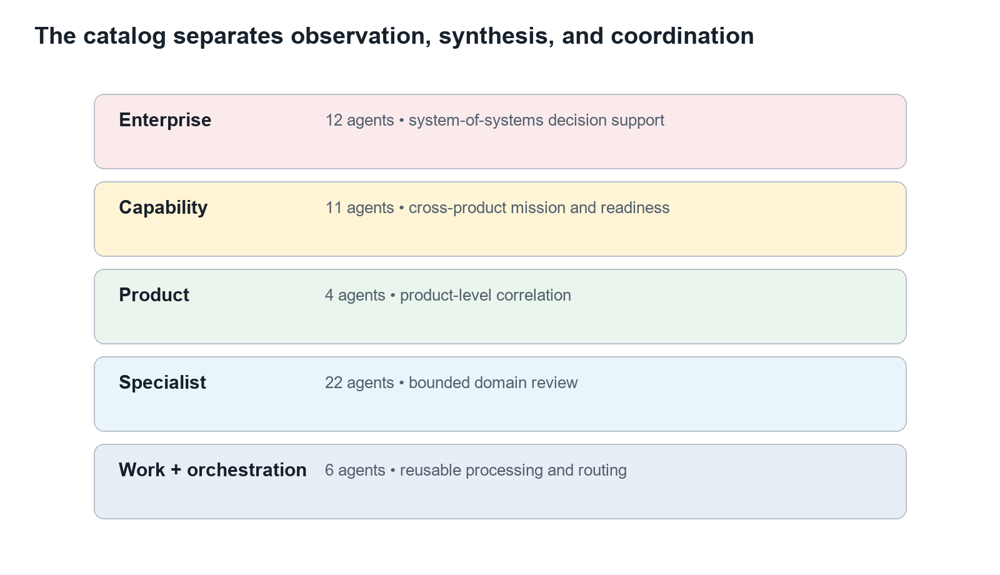 The catalog separates observation, synthesis, and coordination
Enterprise 12 agents • system-of-systems decision support
Capability 11 agents • cross-product mission and readiness
Product 4 agents • product-level correlation
Specialist 22 agents • bounded domain review
Work + orchestration 6 agents • reusable processing and routing